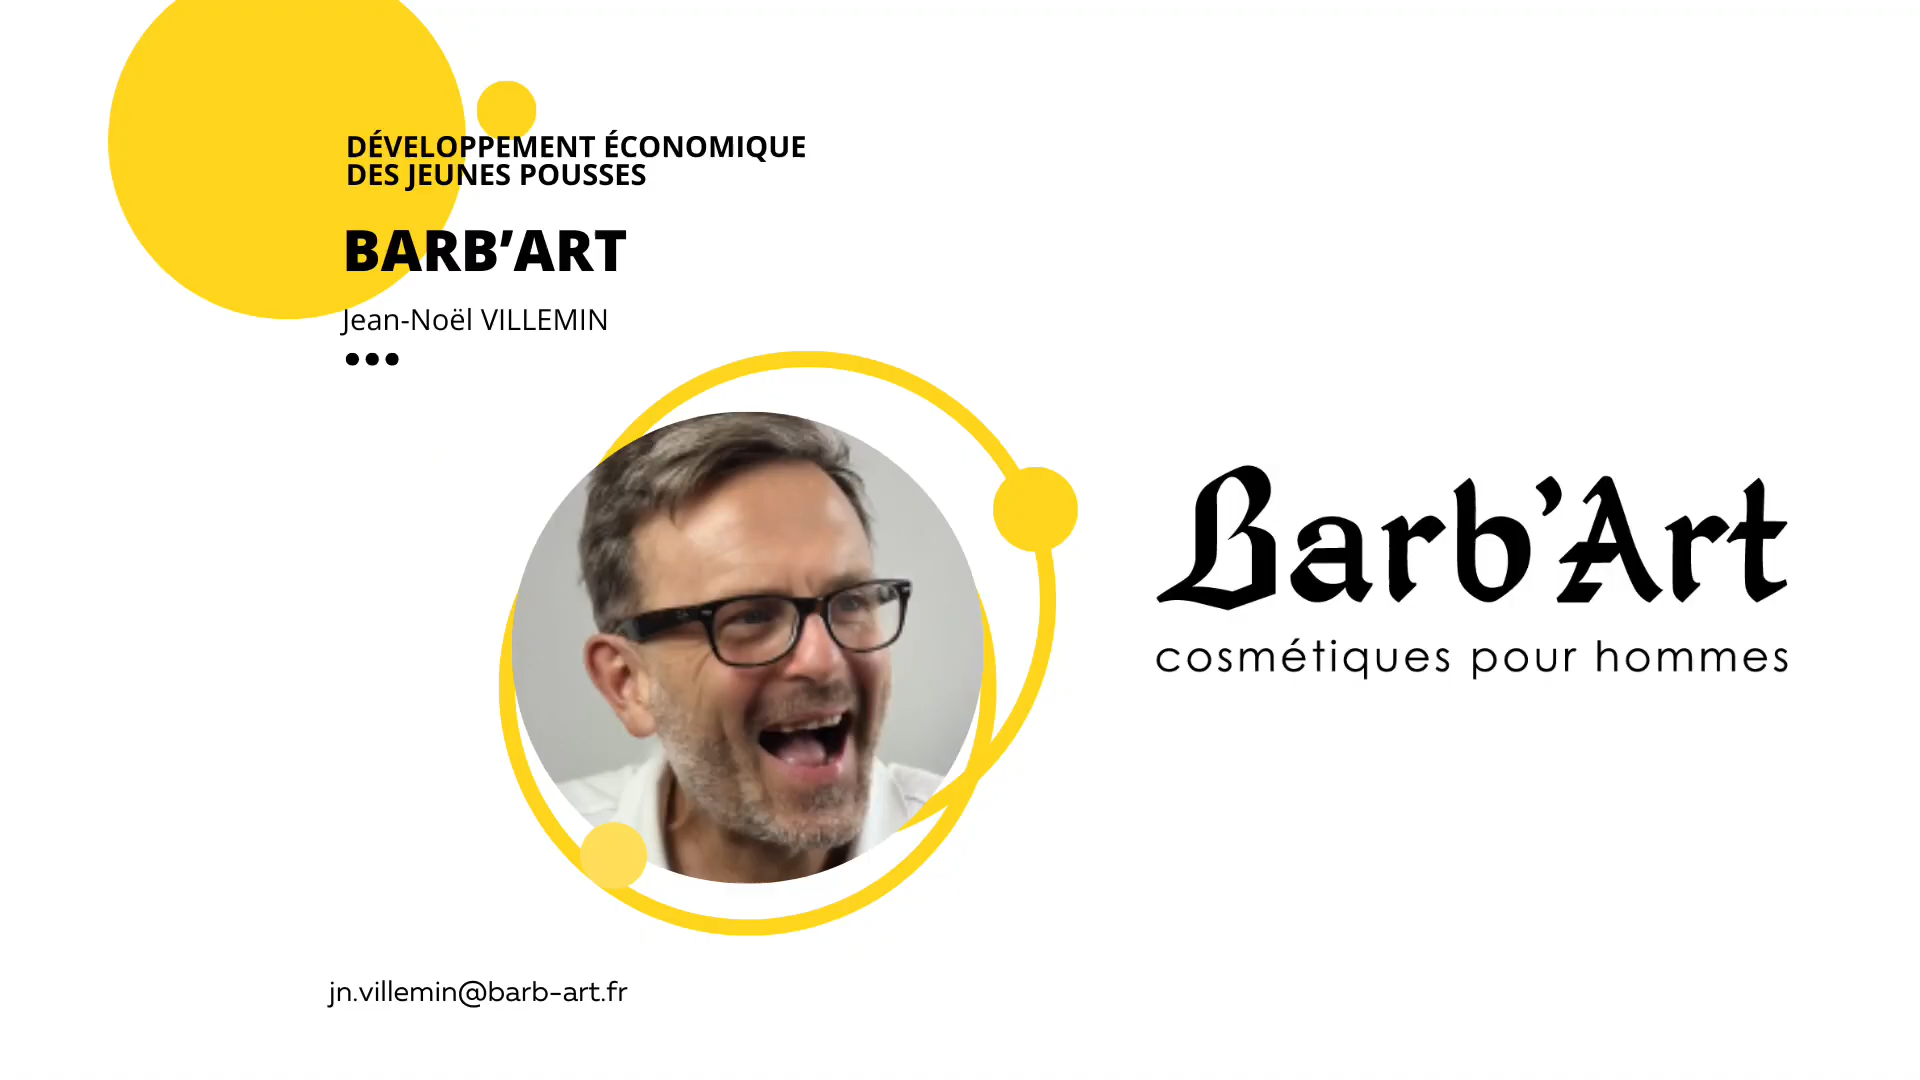 DÉVELOPPEMENT ÉCONOMIQUE
DES JEUNES POUSSES
BARB’ART
Jean-Noël VILLEMIN
Barb’Art
cosmétiques pour hommes
jn.villemin@barb-art.fr